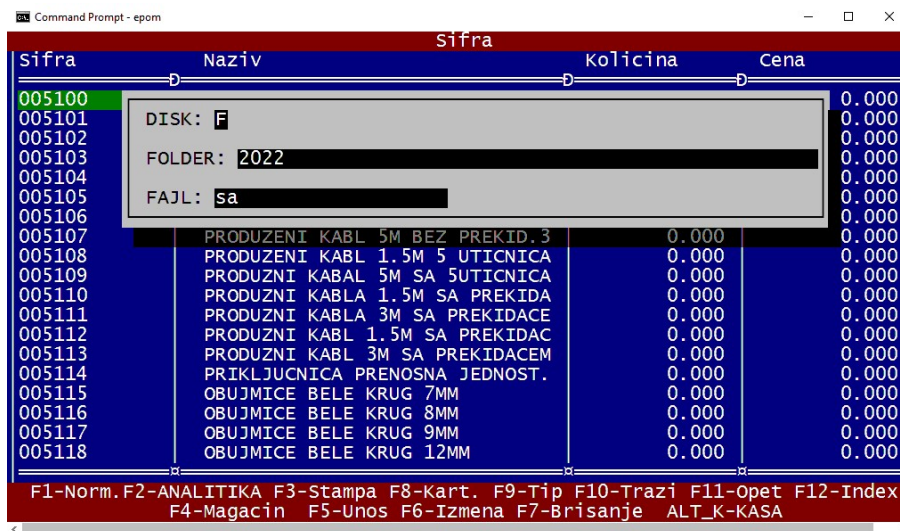 Command Prompt - epom
Sifra
Sifra Naziv Kolicina Cena
005100 0.000
005101 DISK: F 0.000
005102 0.000
005103 FOLDER: 2022 0.000
005104 0.000
005105 FAJL: sa 0.000
005106 0.000
005107 PRODUZENI KABL 5M BEZ PREKID.3 0.000 0.000
005108 PRODUZENI KABL 1.5M 5 UTICNICA 0.000 0.000
005109 PRODUZNI KABAL 5M SA 5UTICNICA 0.000 0.000
005110 PRODUZNI KABLA 1.5M SA PREKIDA 0.000 0.000
005111 PRODUZNI KABLA 3M SA PREKIDACE 0.000 0.000
005112 PRODUZNI KABL 1.5M SA PREKIDAC 0.000 0.000
005113 PRODUZNI KABL 3M SA PREKIDACEM 0.000 0.000
005114 PRIKLJUCNICA PRENOSNA JEDNOST. 0.000 0.000
005115 OBUJMICE BELE KRUG 7MM 0.000 0.000
005116 OBUJMICE BELE KRUG 8MM 0.000 0.000
005117 OBUJMICE BELE KRUG 9MM 0.000 0.000
005118 OBUJMICE BELE KRUG 12MM 0.000 0.000
F1-Norm.F2-ANALITIKA F3-Stampa F8-Kart. F9-Tip F10-Trazi F11-Opet F12-Index
F4-Magacin F5-Unos F6-Izmena F7-Brisanje ALT_K-KASA